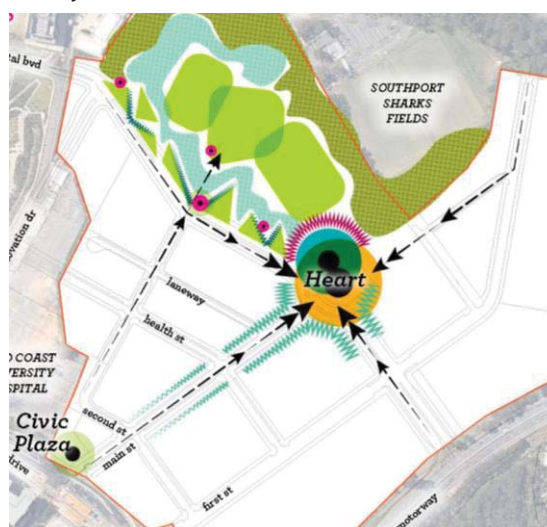 tal bvd
SOUTHPORT
SHARKS
FIELDS
ovation dr
Heart
laneway
health st
D COAST
VERSITY
SPITAL
second st
Civic
Plaza
main st
drive
first st
motorway